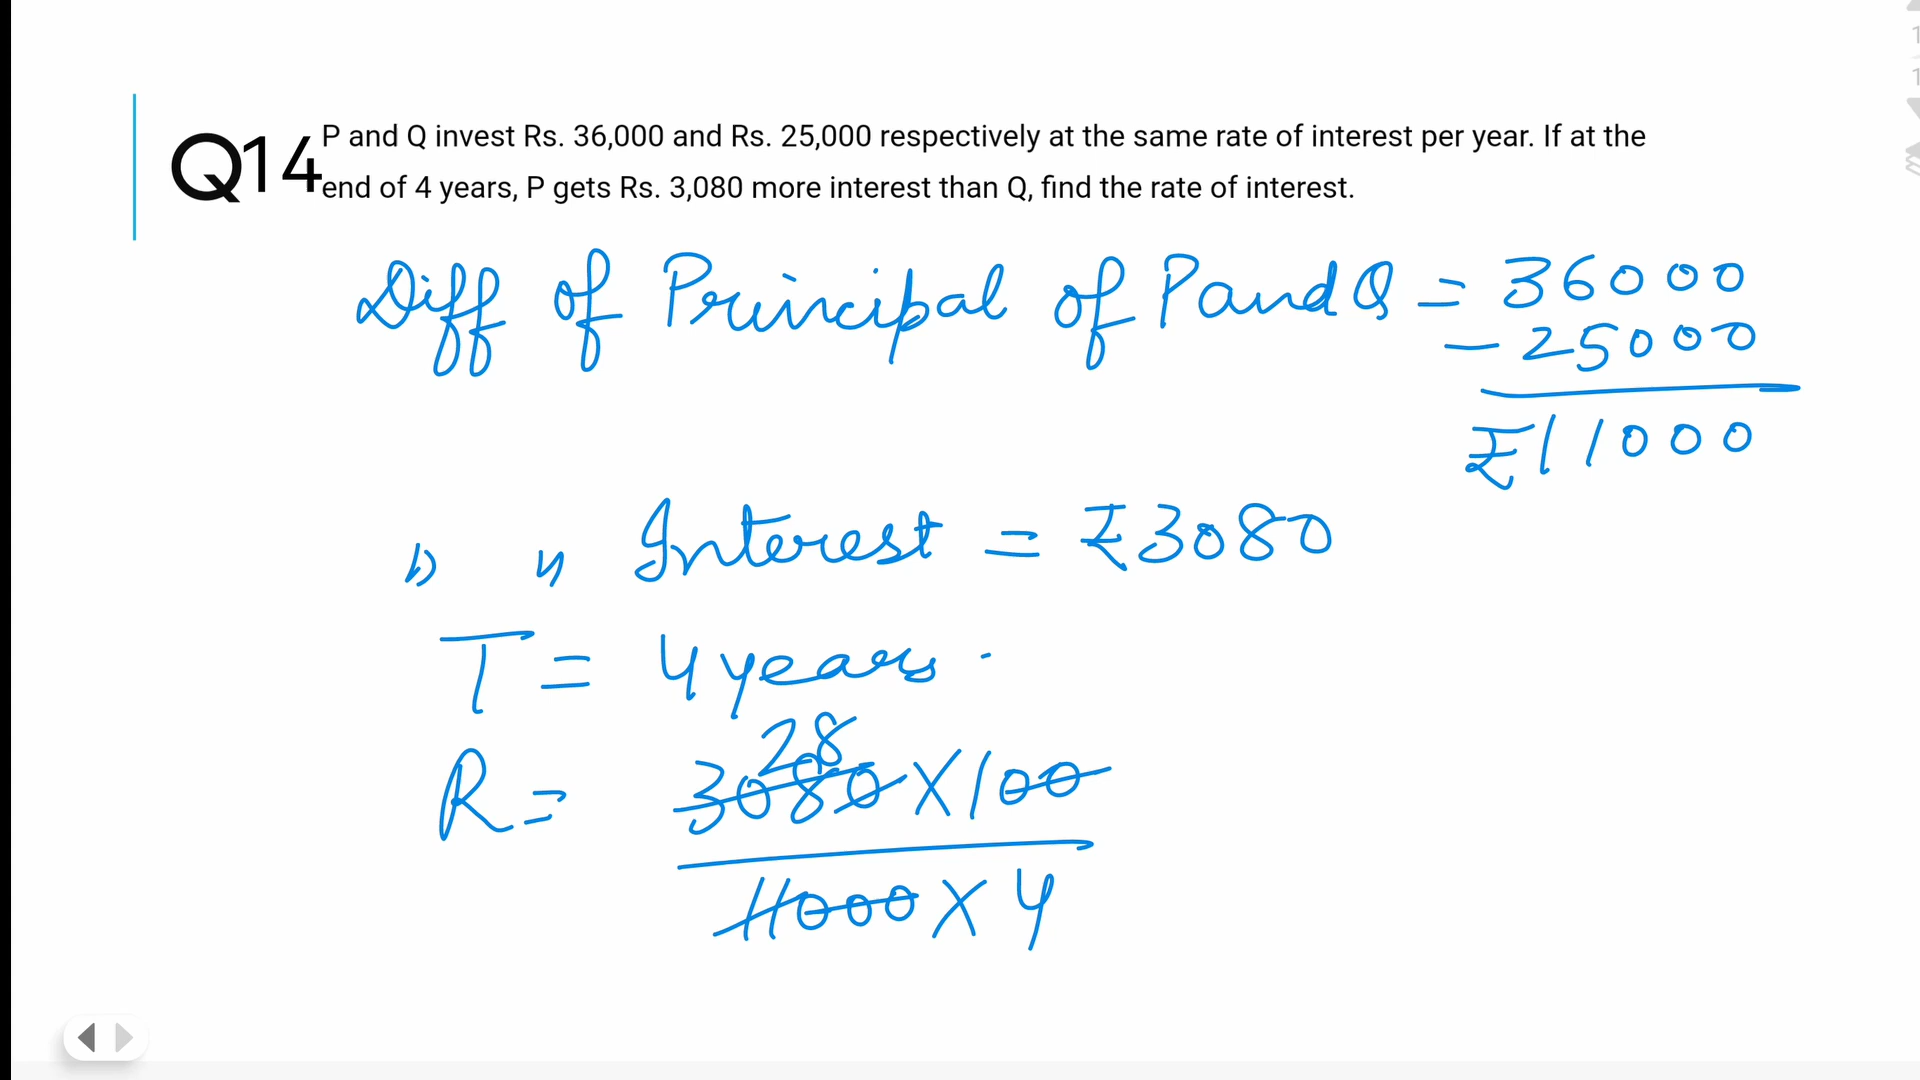 Q14
P and Q invest Rs. 36,000 and Rs. 25,000 respectively at the same rate of interest per year. If at the
end of 4 years, P gets Rs. 3,080 more interest than Q, find the rate of interest.
Diff of Principal of P and Q = 36000
- 25000
₹11000
" " Interest = ₹3080
T = 4 years.
28
R = 3080 X 100
11000 X 4